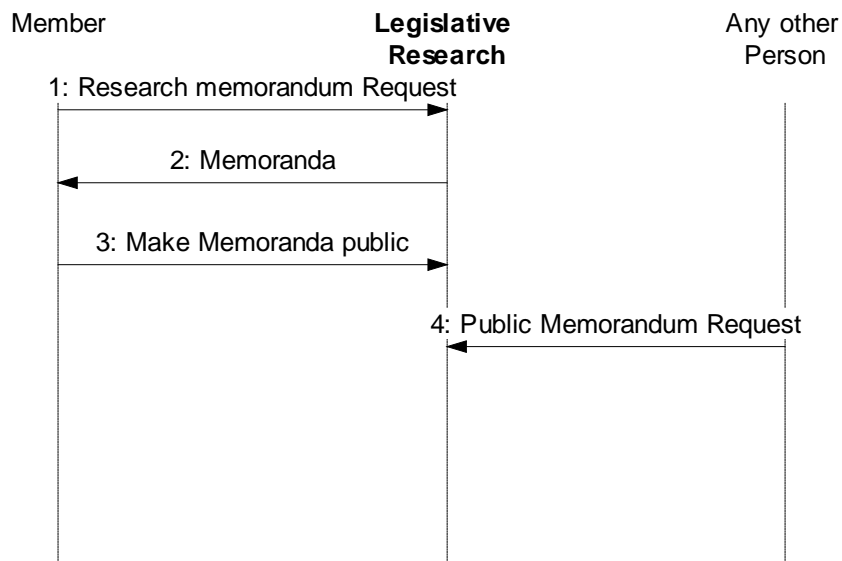 Member
Legislative
Research
Any other
Person
1: Research memorandum Request
2: Memoranda
3: Make Memoranda public
4: Public Memorandum Request